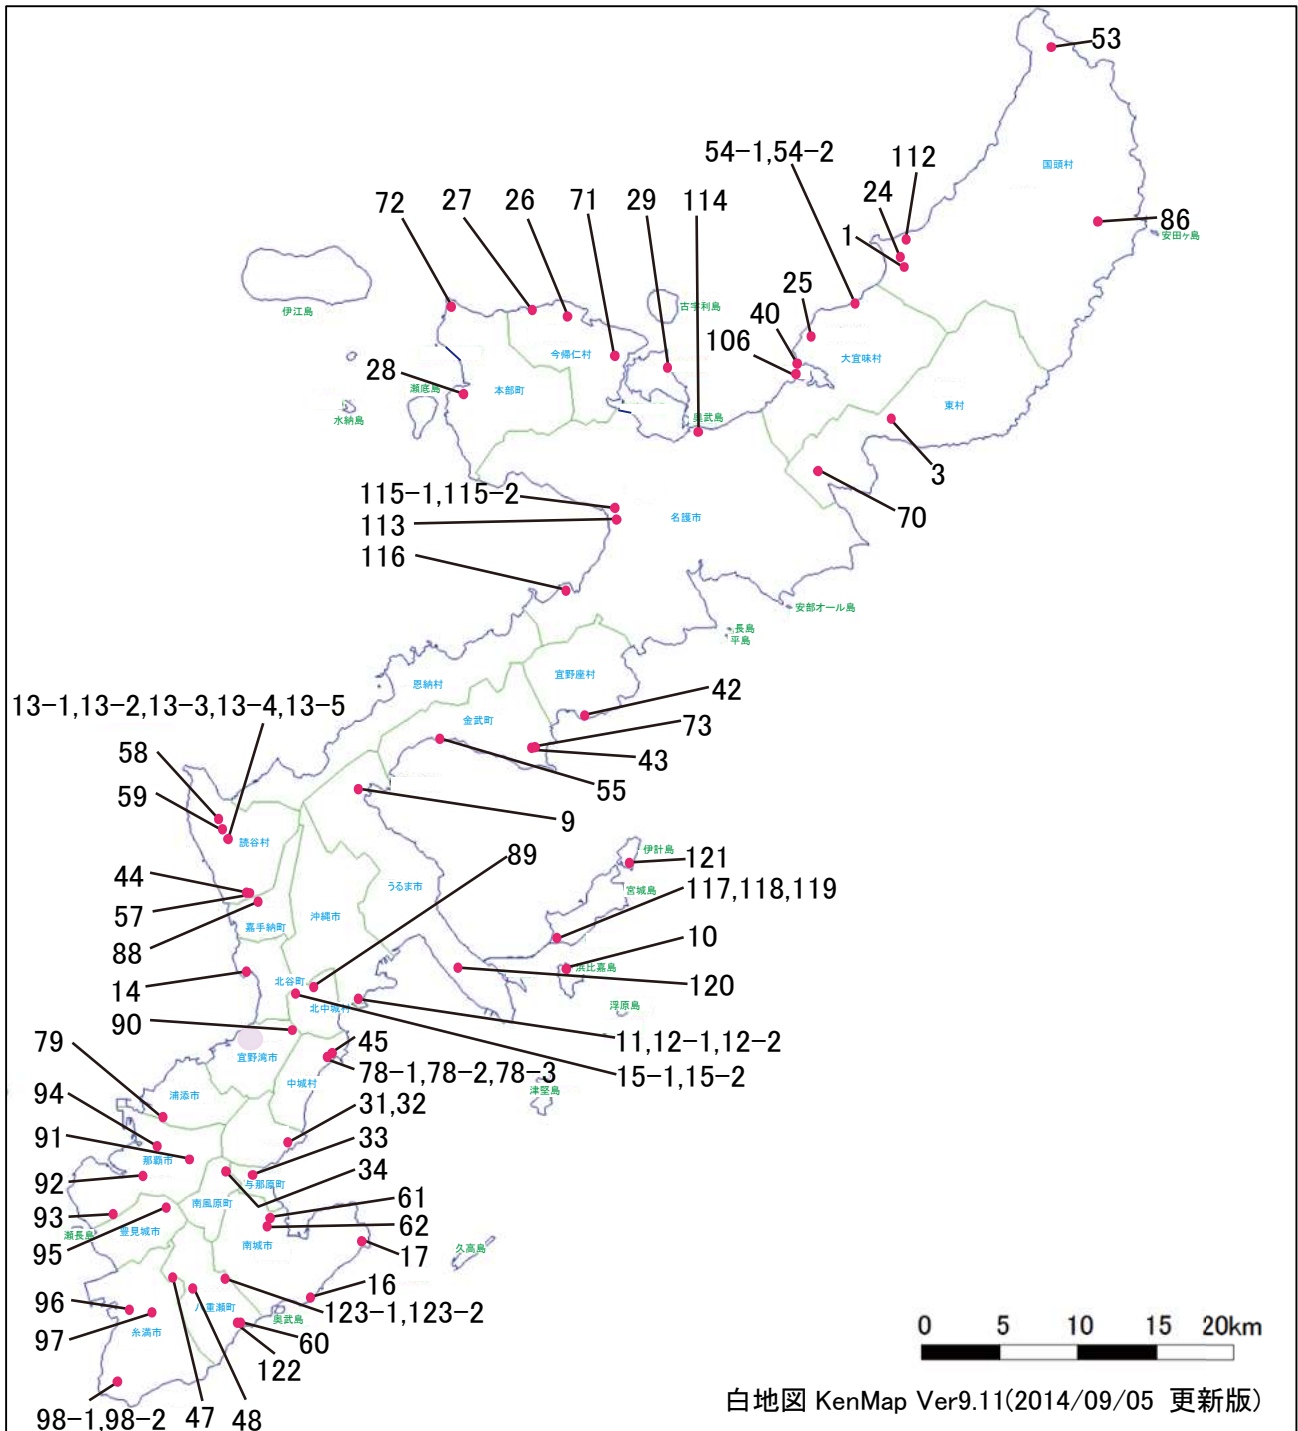 53
国頭村
54-1,54-2
112
72
27
26
71
29
114
24
1
86
安田ヶ島
25
伊江島
古宇利島
40
106
大宜味村
今帰仁村
28
瀬底島
本部町
水納島
奥武島
東村
3
70
115-1,115-2
113
名護市
116
安部オール島
長島
平島
宜野座村
恩納村
42
13-1,13-2,13-3,13-4,13-5
金武町
73
58
43
59
55
9
読谷村
89
伊計島
121
44
うるま市
宮城島
117,118,119
57
嘉手納町
沖縄市
88
10
浜比嘉島
14
北谷町
120
北中城村
浮原島
90
11,12-1,12-2
79
宜野湾市
45
78-1,78-2,78-3
15-1,15-2
中城村
津堅島
94
浦添市
31,32
91
33
那覇市
92
与那原町
34
南風原町
61
93
62
瀬長島
豊見城市
南城市
95
17
久高島
16
96
八重瀬町
123-1,123-2
97
糸満市
奥武島
60
122
98-1,98-2
47
48
0 5 10 15 20km
白地図 KenMap Ver9.11(2014/09/05 更新版)